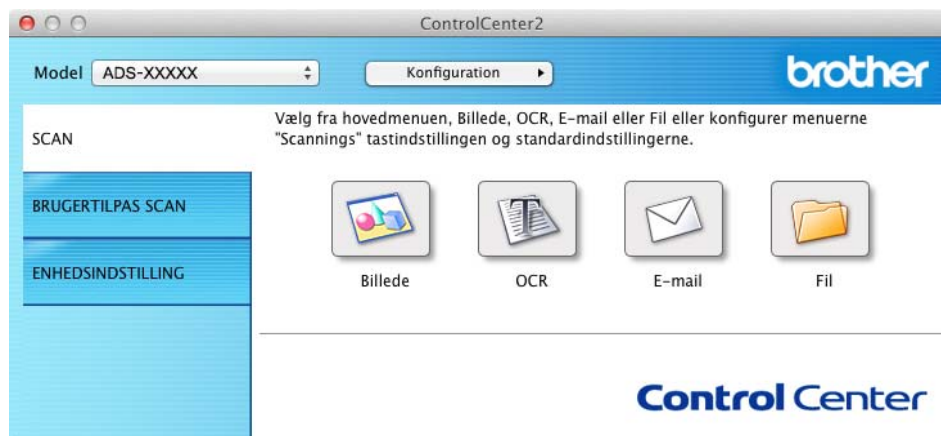 ControlCenter2
Model ADS-XXXXX Konfiguration brother
SCAN
BRUGERTILPAS SCAN
ENHEDSINDSTILLING
Vælg fra hovedmenuen, Billede, OCR, E-mail eller Fil eller konfigurer menuerne
"Scannings" tastindstillingen og standardindstillingerne.
Billede OCR E-mail Fil
Control Center